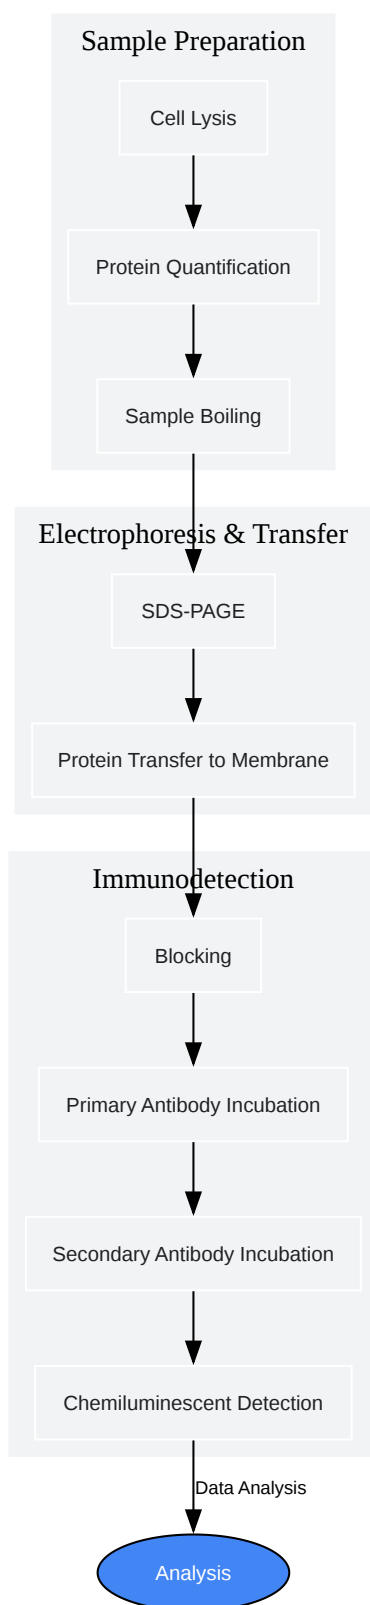 Sample Preparation
Cell Lysis
Protein Quantification
Sample Boiling
Electrophoresis & Transfer
SDS-PAGE
Protein Transfer to Membrane
Immunodetection
Blocking
Primary Antibody Incubation
Secondary Antibody Incubation
Chemiluminescent Detection
Data Analysis
Analysis